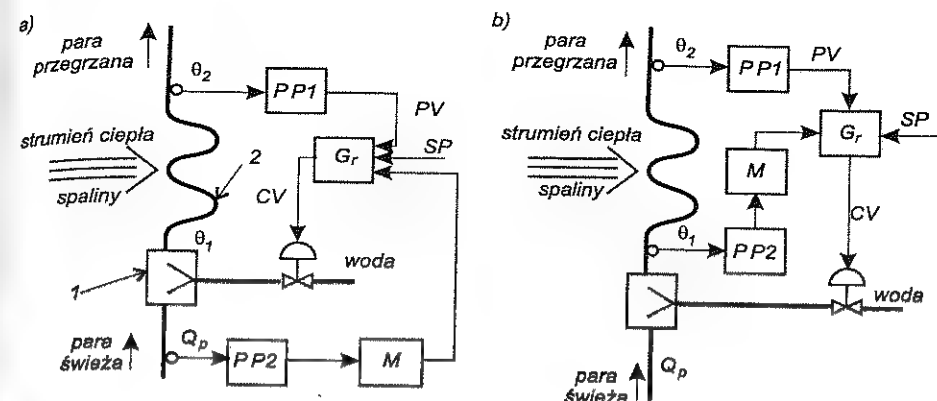 a)
para
przegrzana
θ2
PP1
PV
strumień ciepła
spaliny
2
Gr
SP
CV
θ1
woda
1
para
świeża
Qp
PP2
M
b)
para
przegrzana
θ2
PP1
PV
strumień ciepła
spaliny
Gr
SP
M
CV
θ1
PP2
woda
para
świeża
Qp